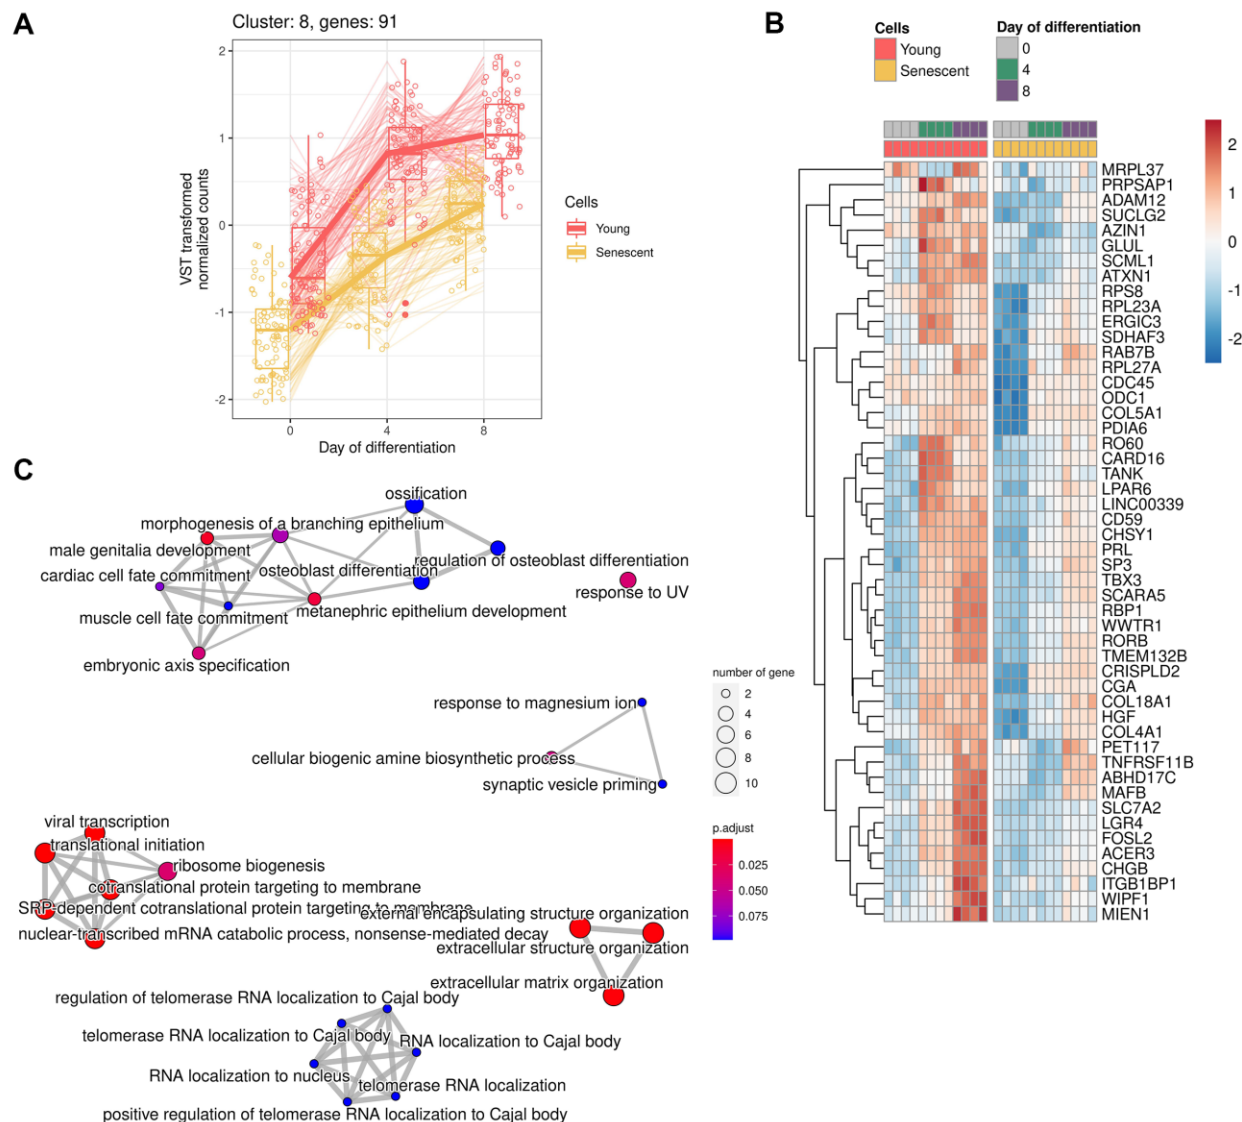 A
Cluster: 8, genes: 91
VST transformed
normalized counts
2
1
0
-1
-2
0
4
8
Day of differentiation
Cells
Young
Senescent
B
Cells
Young
Senescent
Day of differentiation
0
4
8
2
1
0
-1
-2
MRPL37
PRPSAP1
ADAM12
SUCLG2
AZIN1
GLUL
SCML1
ATXN1
RPS8
RPL23A
ERGIC3
SDHAF3
RAB7B
RPL27A
CDC45
ODC1
COL5A1
PDIA6
RO60
CARD16
TANK
LPAR6
LINC00339
CD59
CHSY1
PRL
SP3
TBX3
SCARA5
RBP1
WWTR1
RORB
TMEM132B
CRISPLD2
CGA
COL18A1
HGF
COL4A1
PET117
TNFRSF11B
ABHD17C
MAFB
SLC7A2
LGR4
FOSL2
ACER3
CHGB
ITGB1BP1
WIPF1
MIEN1
C
ossification
morphogenesis of a branching epithelium
male genitalia development
regulation of osteoblast differentiation
cardiac cell fate commitment
osteoblast differentiation
response to UV
muscle cell fate commitment
metanephric epithelium development
embryonic axis specification
response to magnesium ion
cellular biogenic amine biosynthetic process
synaptic vesicle priming
viral transcription
translational initiation
ribosome biogenesis
cotranslational protein targeting to membrane
SRP-dependent cotranslational protein targeting to membrane
external encapsulating structure organization
nuclear-transcribed mRNA catabolic process, nonsense-mediated decay
extracellular structure organization
extracellular matrix organization
regulation of telomerase RNA localization to Cajal body
telomerase RNA localization to Cajal body
RNA localization to Cajal body
RNA localization to nucleus
telomerase RNA localization
positive regulation of telomerase RNA localization to Cajal body
number of gene
2
4
6
8
10
p.adjust
0.025
0.050
0.075